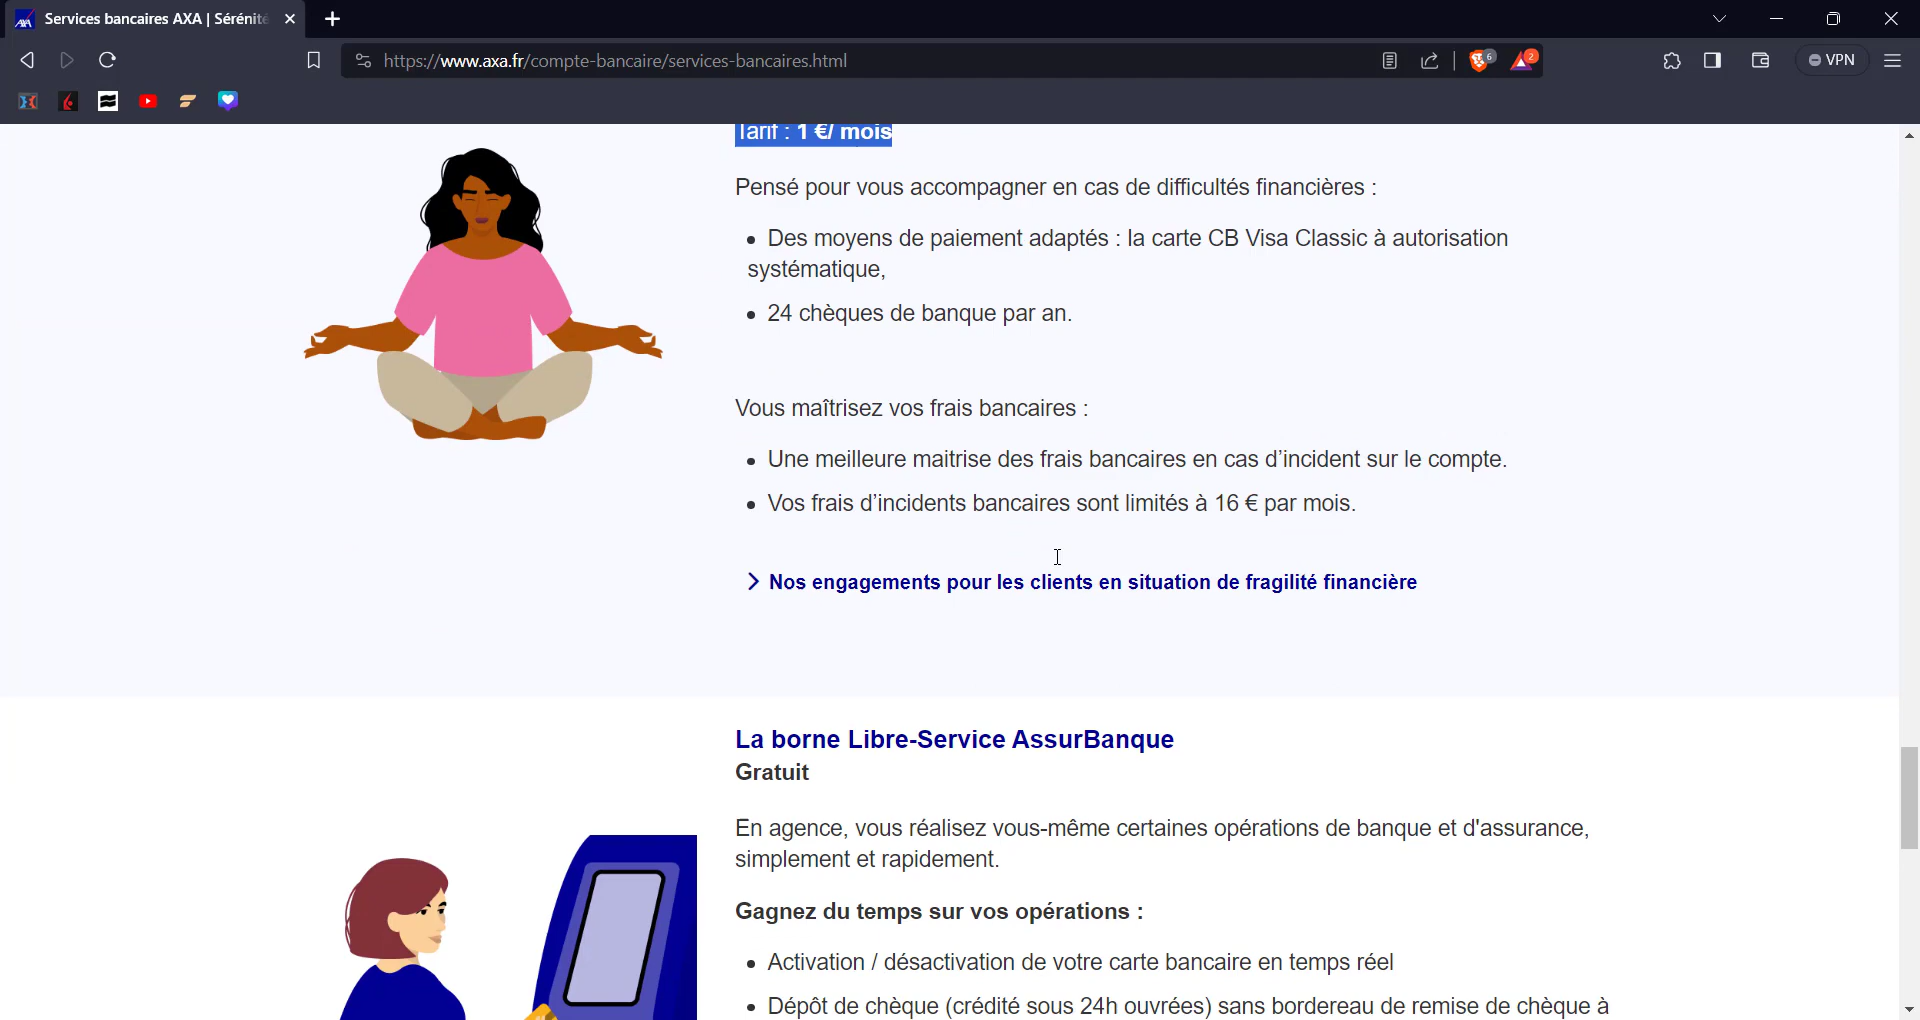 Services bancaires AXA | Sérénité
https://www.axa.fr/compte-bancaire/services-bancaires.html
6
2
VPN
Tarif : 1 €/ mois
Pensé pour vous accompagner en cas de difficultés financières :
• Des moyens de paiement adaptés : la carte CB Visa Classic à autorisation
systématique,
• 24 chèques de banque par an.
Vous maîtrisez vos frais bancaires :
• Une meilleure maitrise des frais bancaires en cas d’incident sur le compte.
• Vos frais d’incidents bancaires sont limités à 16 € par mois.
Nos engagements pour les clients en situation de fragilité financière
La borne Libre-Service AssurBanque
Gratuit
En agence, vous réalisez vous-même certaines opérations de banque et d'assurance,
simplement et rapidement.
Gagnez du temps sur vos opérations :
• Activation / désactivation de votre carte bancaire en temps réel
• Dépôt de chèque (crédité sous 24h ouvrées) sans bordereau de remise de chèque à